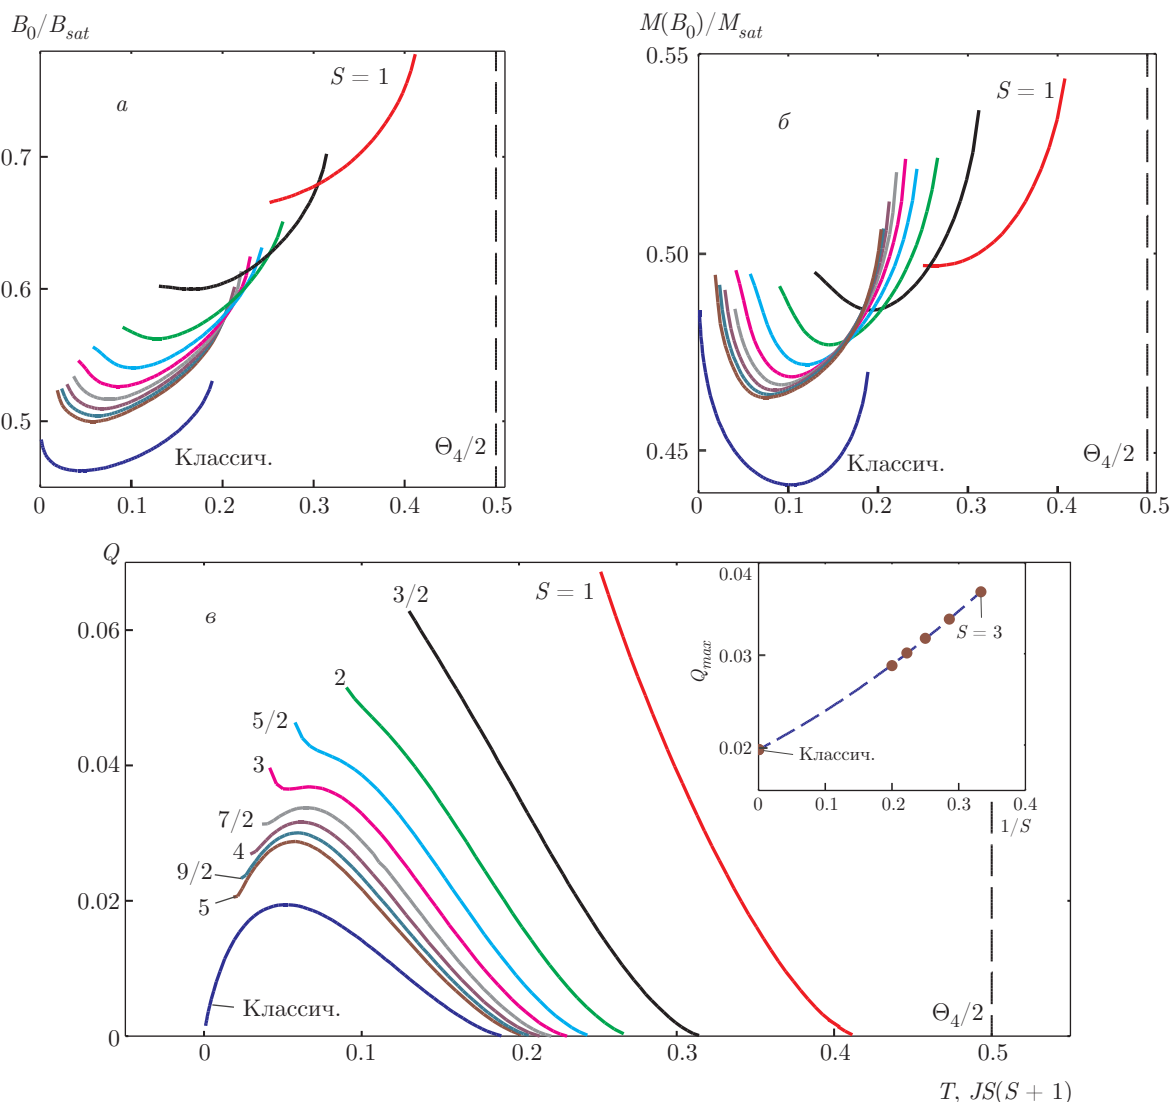 B₀/B_sat
0.7
0.6
0.5
0
0.1
0.2
0.3
0.4
0.5
а
S = 1
Классич.
Θ₄/2
M(B₀)/M_sat
0.55
0.50
0.45
0
0.1
0.2
0.3
0.4
0.5
б
S = 1
Классич.
Θ₄/2
Q
0.06
0.04
0.02
0
0
0.1
0.2
0.3
0.4
0.5
в
3/2
S = 1
2
5/2
3
7/2
4
9/2
5
Классич.
Θ₄/2
T, JS(S + 1)
Q_max
0.04
0.03
0.02
0
0.1
0.2
0.3
0.4
1/S
S = 3
Классич.